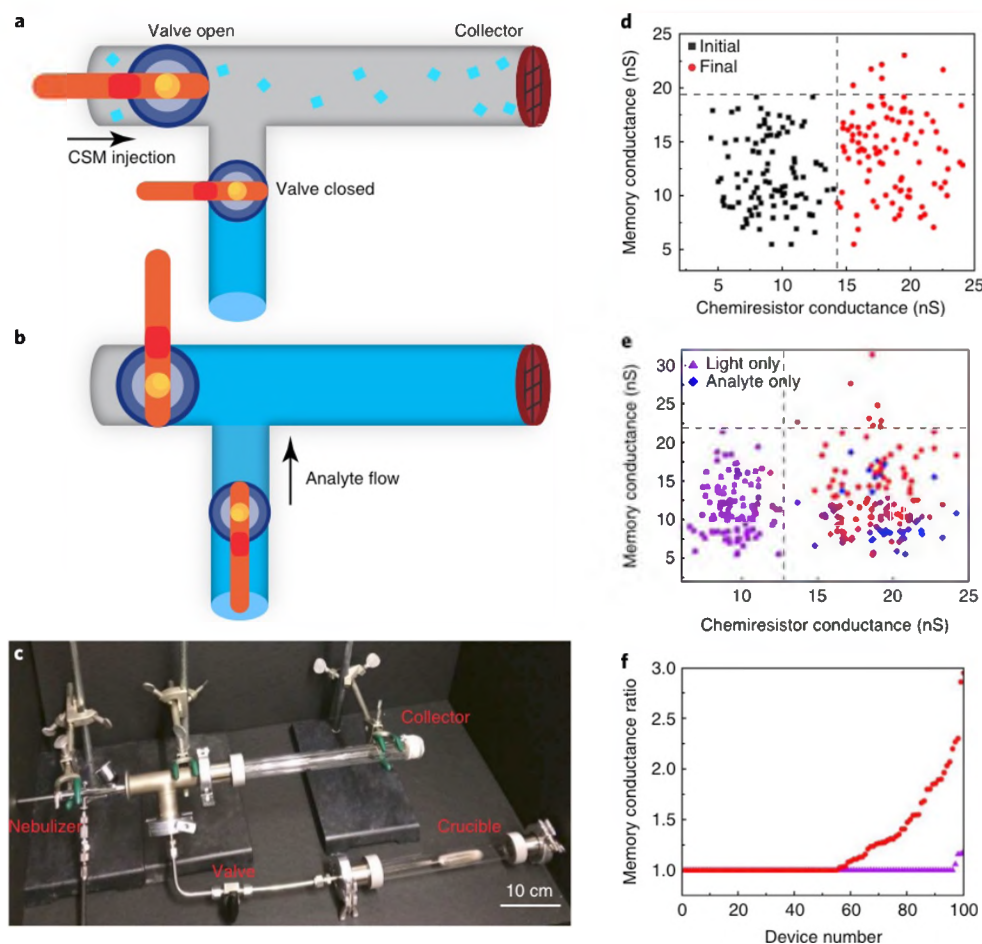 a
Valve open
Collector
CSM injection
Valve closed
b
Analyte flow
c
Collector
Nebulizer
Crucible
Valve
10 cm
d
25
20
15
10
5
Memory conductance (nS)
Initial
Final
5
10
15
20
25
Chemiresistor conductance (nS)
e
30
25
20
15
10
5
Memory conductance (nS)
Light only
Analyte only
10
15
20
25
Chemiresistor conductance (nS)
f
3.0
2.5
2.0
1.5
1.0
Memory conductance ratio
0
20
40
60
80
100
Device number